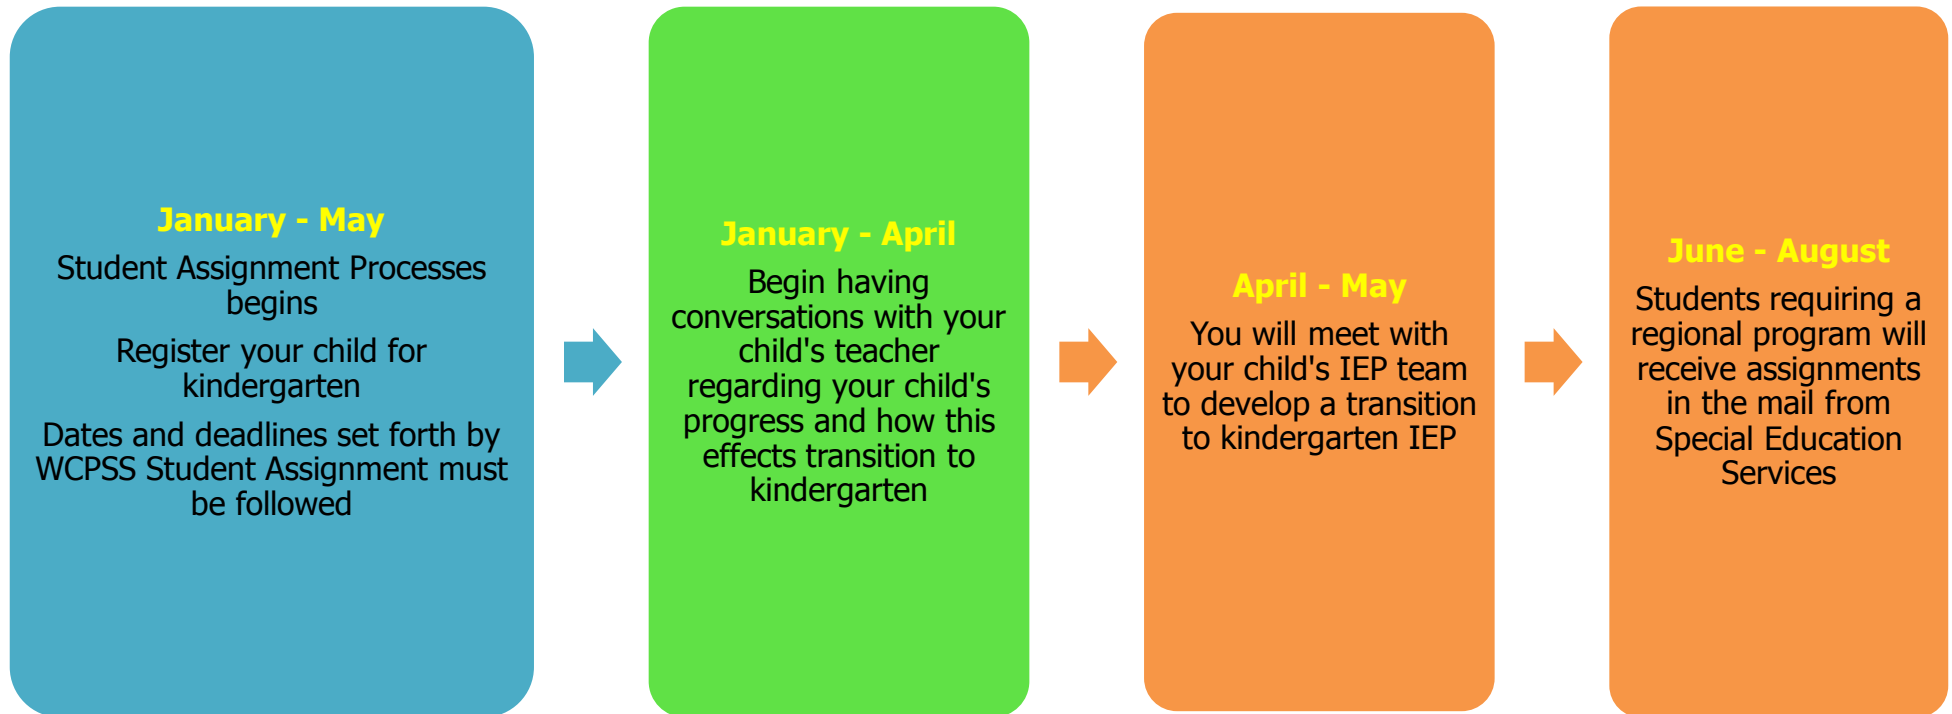 January - May
Student Assignment Processes
begins
Register your child for
kindergarten
Dates and deadlines set forth by
WCPSS Student Assignment must
be followed
January - April
Begin having
conversations with your
child's teacher
regarding your child's
progress and how this
effects transition to
kindergarten
April - May
You will meet with
your child's IEP team
to develop a transition
to kindergarten IEP
June - August
Students requiring a
regional program will
receive assignments
in the mail from
Special Education
Services